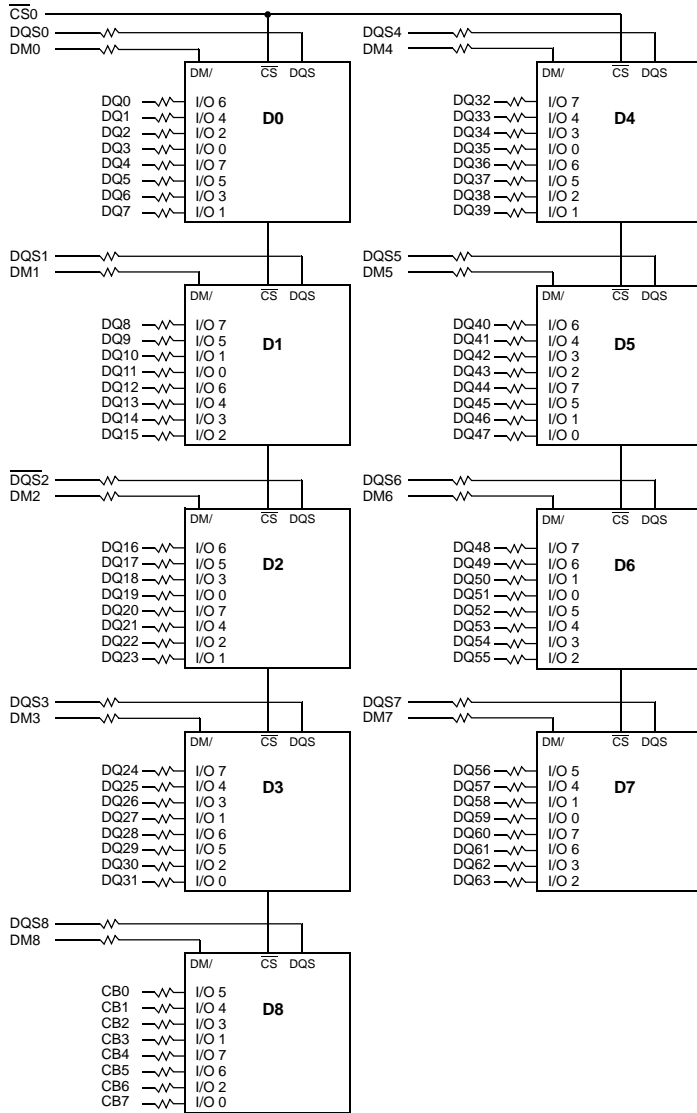 CS0
DQS0
DM0
DM/ CS DQS
D0
DQ0 I/O 6
DQ1 I/O 4
DQ2 I/O 2
DQ3 I/O 0
DQ4 I/O 7
DQ5 I/O 5
DQ6 I/O 3
DQ7 I/O 1
DQS1
DM1
DM/ CS DQS
D1
DQ8 I/O 7
DQ9 I/O 5
DQ10 I/O 1
DQ11 I/O 0
DQ12 I/O 6
DQ13 I/O 4
DQ14 I/O 3
DQ15 I/O 2
DQS2
DM2
DM/ CS DQS
D2
DQ16 I/O 6
DQ17 I/O 5
DQ18 I/O 3
DQ19 I/O 0
DQ20 I/O 7
DQ21 I/O 4
DQ22 I/O 2
DQ23 I/O 1
DQS3
DM3
DM/ CS DQS
D3
DQ24 I/O 7
DQ25 I/O 4
DQ26 I/O 3
DQ27 I/O 1
DQ28 I/O 6
DQ29 I/O 5
DQ30 I/O 2
DQ31 I/O 0
DQS8
DM8
DM/ CS DQS
D8
CB0 I/O 5
CB1 I/O 4
CB2 I/O 3
CB3 I/O 1
CB4 I/O 7
CB5 I/O 6
CB6 I/O 2
CB7 I/O 0
DQS4
DM4
DM/ CS DQS
D4
DQ32 I/O 7
DQ33 I/O 4
DQ34 I/O 3
DQ35 I/O 0
DQ36 I/O 6
DQ37 I/O 5
DQ38 I/O 2
DQ39 I/O 1
DQS5
DM5
DM/ CS DQS
D5
DQ40 I/O 6
DQ41 I/O 4
DQ42 I/O 3
DQ43 I/O 2
DQ44 I/O 7
DQ45 I/O 5
DQ46 I/O 1
DQ47 I/O 0
DQS6
DM6
DM/ CS DQS
D6
DQ48 I/O 7
DQ49 I/O 6
DQ50 I/O 1
DQ51 I/O 0
DQ52 I/O 5
DQ53 I/O 4
DQ54 I/O 3
DQ55 I/O 2
DQS7
DM7
DM/ CS DQS
D7
DQ56 I/O 5
DQ57 I/O 4
DQ58 I/O 1
DQ59 I/O 0
DQ60 I/O 7
DQ61 I/O 6
DQ62 I/O 3
DQ63 I/O 2